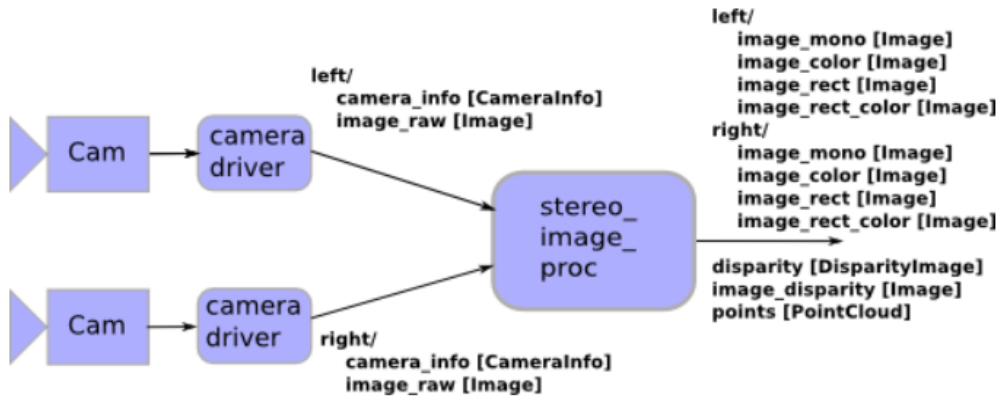 left/
camera_info [CameraInfo]
image_raw [Image]
Cam
camera
driver
Cam
camera
driver
right/
camera_info [CameraInfo]
image_raw [Image]
stereo_
image_
proc
left/
image_mono [Image]
image_color [Image]
image_rect [Image]
image_rect_color [Image]
right/
image_mono [Image]
image_color [Image]
image_rect [Image]
image_rect_color [Image]
disparity [DisparityImage]
image_disparity [Image]
points [PointCloud]